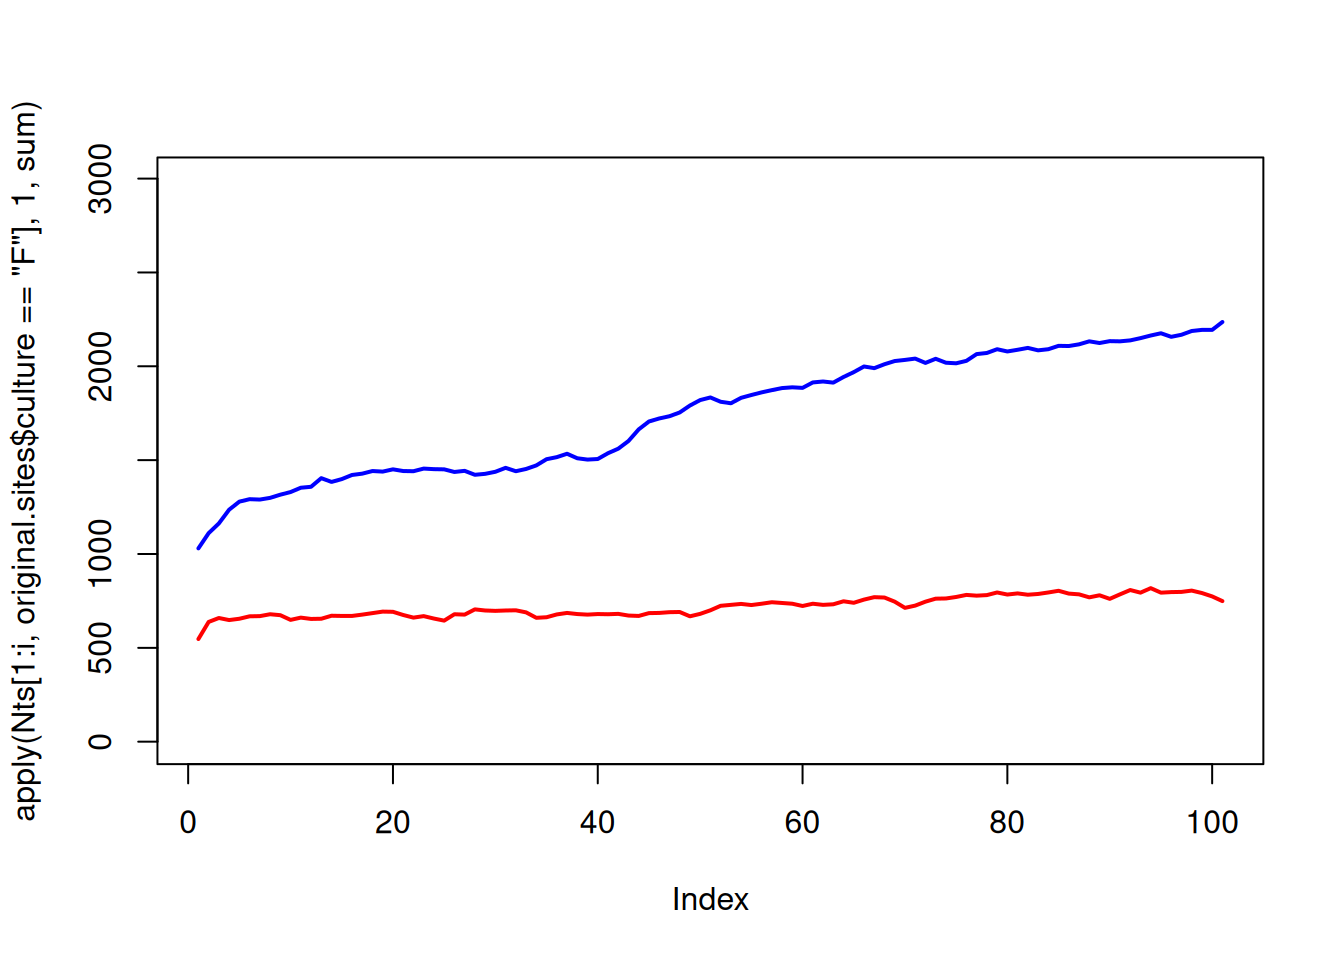 apply(Nts[1:i, original.sites$culture == "F"], 1, sum)
3000
2000
1000
500
0
0 20 40 60 80 100
Index